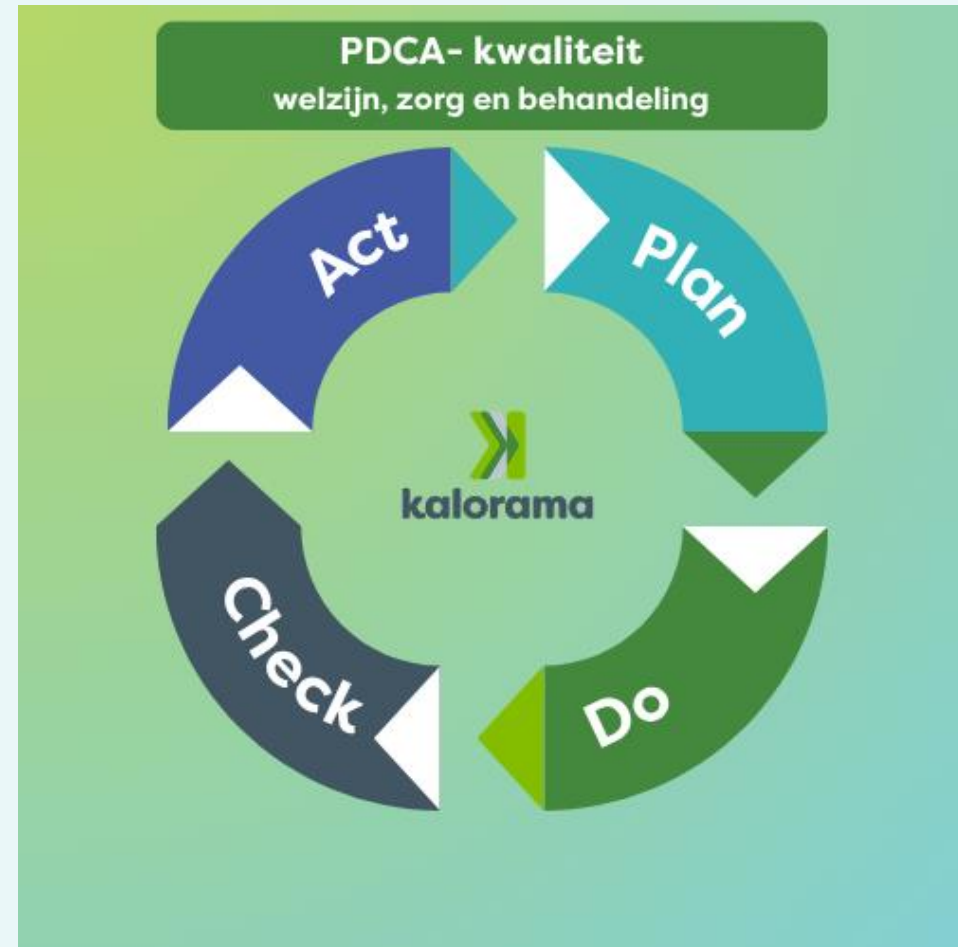 PDCA- kwaliteit
welzijn, zorg en behandeling
Act
Plan
kalorama
Check
Do